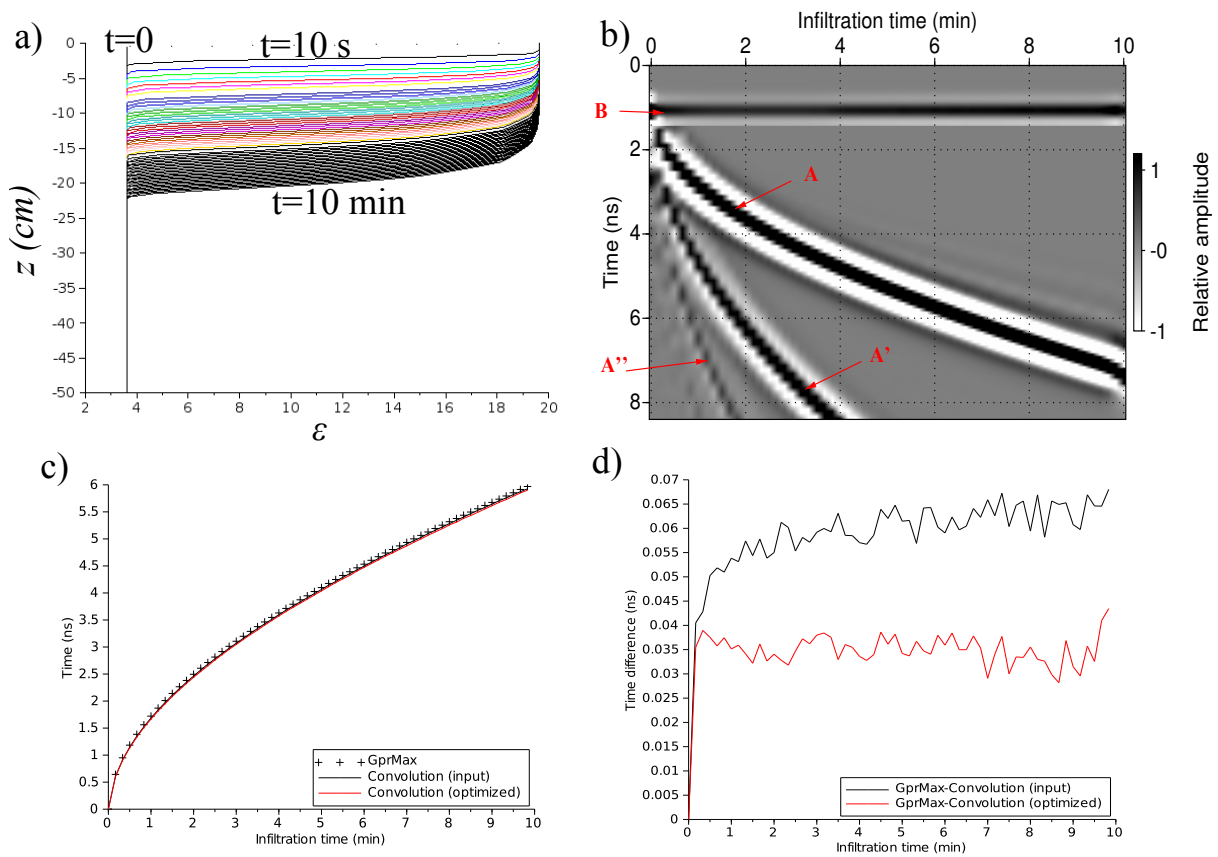 a)
t=0
t=10 s
0
-5
-10
-15
-20
-25
-30
-35
-40
-45
-50
z (cm)
t=10 min
2 4 6 8 10 12 14 16 18 20
ε
b)
Infiltration time (min)
0 2 4 6 8 10
0
2
4
6
8
Time (ns)
B
A
A''
A'
1
-0
-1
Relative amplitude
c)
6
5.5
5
4.5
4
3.5
3
2.5
2
1.5
1
0.5
0
Time (ns)
0 1 2 3 4 5 6 7 8 9 10
Infiltration time (min)
+ + + GprMax
Convolution (input)
Convolution (optimized)
d)
0.07
0.065
0.06
0.055
0.05
0.045
0.04
0.035
0.03
0.025
0.02
0.015
0.01
0.005
0
Time difference (ns)
0 1 2 3 4 5 6 7 8 9 10
Infiltration time (min)
GprMax-Convolution (input)
GprMax-Convolution (optimized)